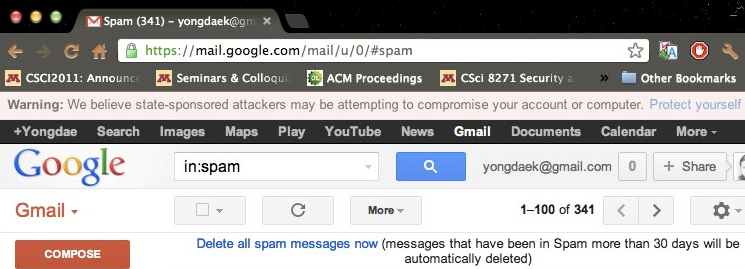 Spam (341) – yongdaek@gm
https://mail.google.com/mail/u/0/#spam
CSCI2011: Announce Seminars & Colloqui ACM Proceedings CSci 8271 Security a » Other Bookmarks
Warning: We believe state-sponsored attackers may be attempting to compromise your account or computer. Protect yourself
+Yongdae Search Images Maps Play YouTube News Gmail Documents Calendar More
Google in:spam yongdaek@gmail.com 0 + Share
Gmail More 1–100 of 341
COMPOSE Delete all spam messages now (messages that have been in Spam more than 30 days will be
automatically deleted)